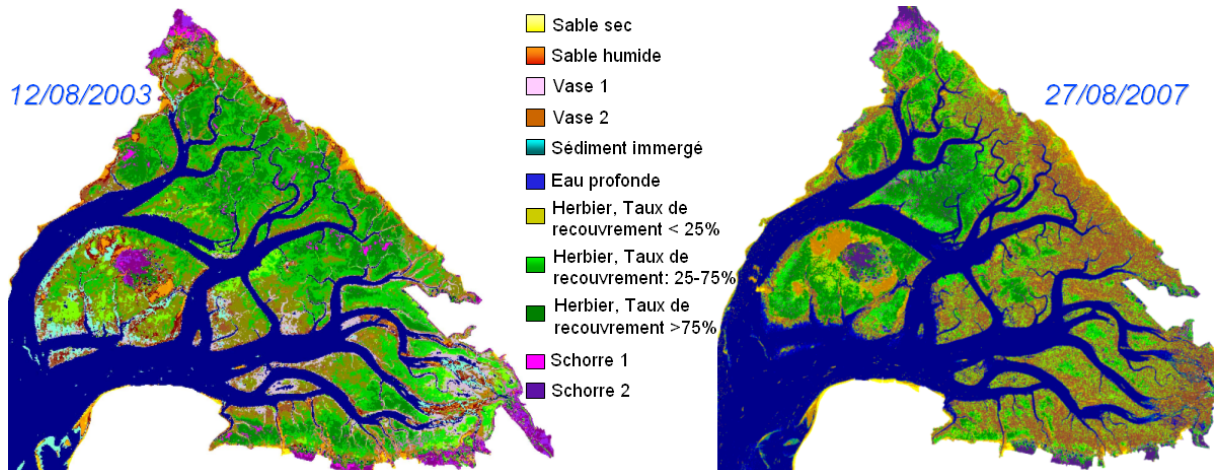 12/08/2003
Sable sec
Sable humide
Vase 1
Vase 2
Sédiment immergé
Eau profonde
Herbier, Taux de
recouvrement < 25%
Herbier, Taux de
recouvrement: 25-75%
Herbier, Taux de
recouvrement >75%
Schorre 1
Schorre 2
27/08/2007